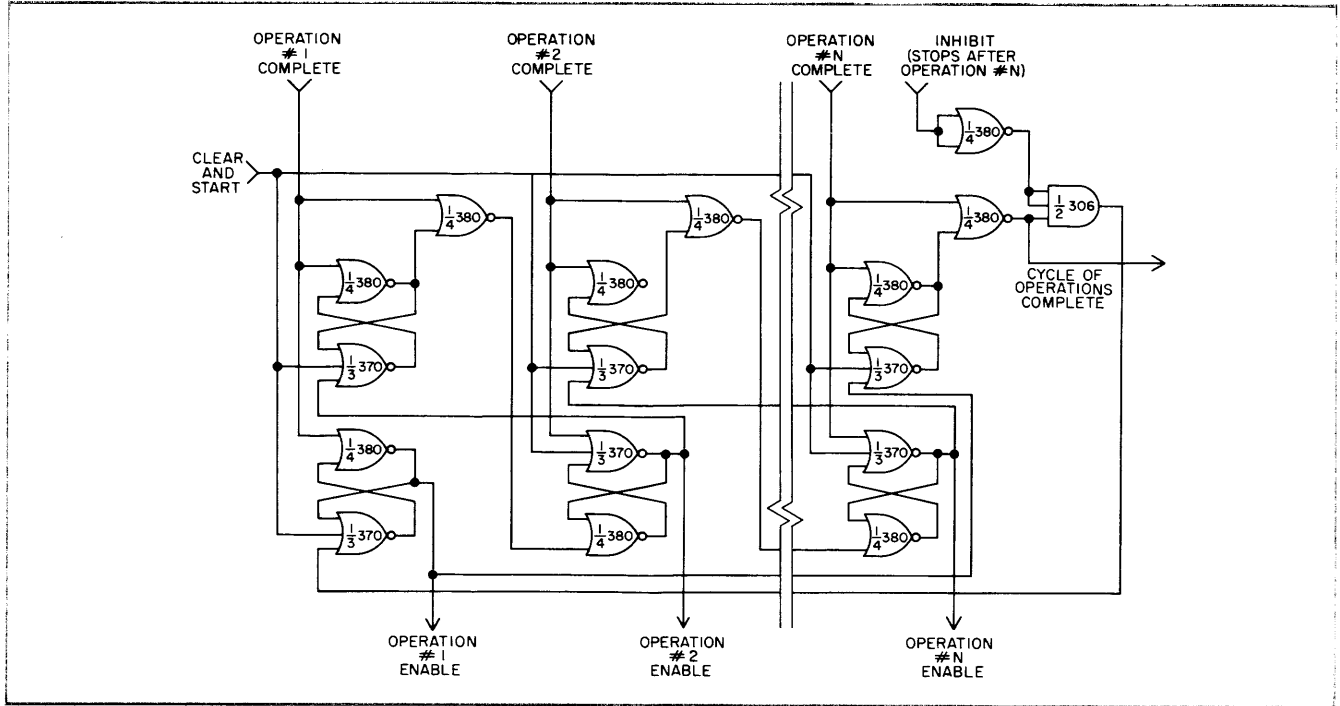 OPERATION
# 1
COMPLETE
OPERATION
#2
COMPLETE
OPERATION
#N
COMPLETE
INHIBIT
(STOPS AFTER
OPERATION #N)
1/4 380
CLEAR
AND
START
1/4 380
1/4 380
1/4 380
1/2 306
1/4 380
1/4 380
1/4 380
CYCLE OF
OPERATIONS
COMPLETE
1/3 370
1/3 370
1/3 370
1/4 380
1/3 370
1/3 370
1/3 370
1/4 380
1/4 380
OPERATION
# 1
ENABLE
OPERATION
#2
ENABLE
OPERATION
#N
ENABLE